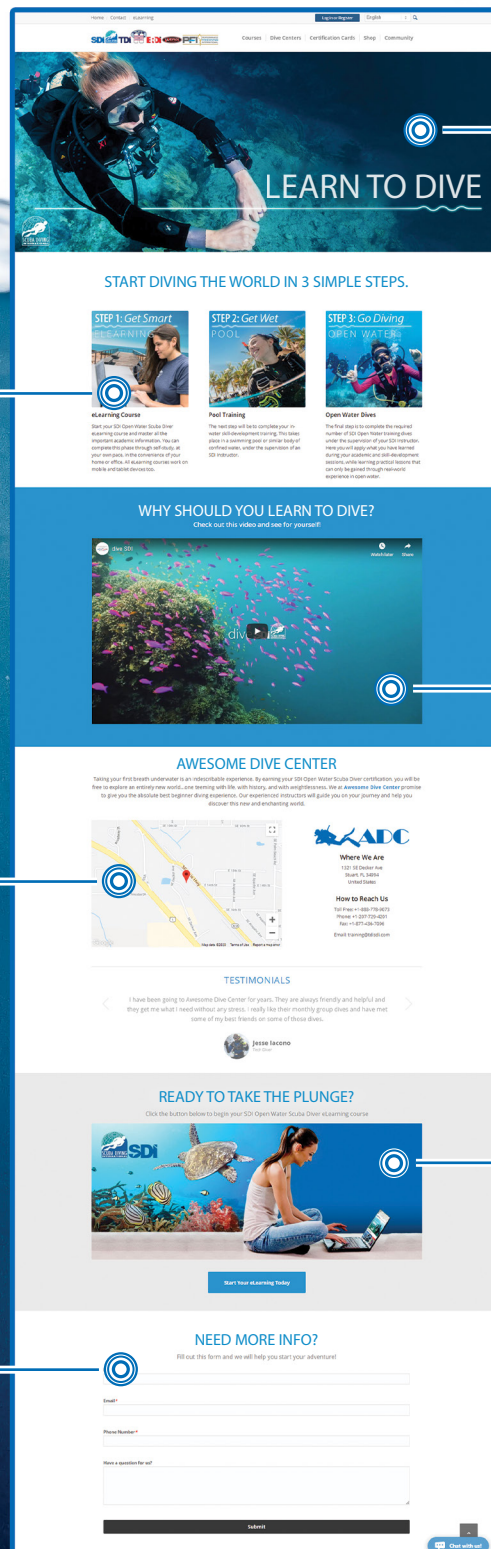 Home Contact eLearning
Login or Register English
SDI TDI ERDI PFI
Courses Dive Centers Certification Cards Shop Community
LEARN TO DIVE
SCUBA DIVING
START DIVING THE WORLD IN 3 SIMPLE STEPS.
STEP 1: Get Smart
ELEARNING
eLearning Course
Start your SDI Open Water Scuba Diver
eLearning course and master all the
important academic information. You can
complete this phase through self-study, at
your own pace, in the convenience of your
home or office. All eLearning courses work on
mobile and tablet devices too.
STEP 2: Get Wet
POOL
Pool Training
The next step will be to complete your in-
water skill-development training. This takes
place in a swimming pool or similar body of
confined water, under the supervision of an
SDI Instructor.
STEP 3: Go Diving
OPEN WATER
Open Water Dives
The final step is to complete the required
number of SDI Open Water training dives
under the supervision of your SDI Instructor.
Here you will apply what you have learned
during your academic and skill-development
sessions, while learning practical lessons that
can only be gained through real-world
experience in open water.
WHY SHOULD YOU LEARN TO DIVE?
Check out this video and see for yourself!
dive SDI
Watch later Share
dive
AWESOME DIVE CENTER
Taking your first breath underwater is an indescribable experience. By earning your SDI Open Water Scuba Diver certification, you will be
free to explore an entirely new world...one teeming with life, with history, and with weightlessness. We at Awesome Dive Center promise
to give you the absolute best beginner diving experience. Our experienced instructors will guide you on your journey and help you
discover this new and enchanting world.
Google
Map data ©2020 Terms of Use Report a map error
ADC
Where We Are
1321 SE Decker Ave
Stuart, FL 34994
United States
How to Reach Us
Toll Free: +1-888-778-9073
Phone: +1-207-729-4201
Fax: +1-877-436-7096
Email: training@tdisdi.com
TESTIMONIALS
I have been going to Awesome Dive Center for years. They are always friendly and helpful and
they get me what I need without any stress. I really like their monthly group dives and have met
some of my best friends on some of those dives.
Jesse Iacono
READY TO TAKE THE PLUNGE?
Click the button below to begin your SDI Open Water Scuba Diver eLearning course
SCUBA DIVING
SDI
Start Your eLearning Today
NEED MORE INFO?
Fill out this form and we will help you start your adventure!
Email*
Phone Number*
Have a question for us?
Submit
Chat with us!